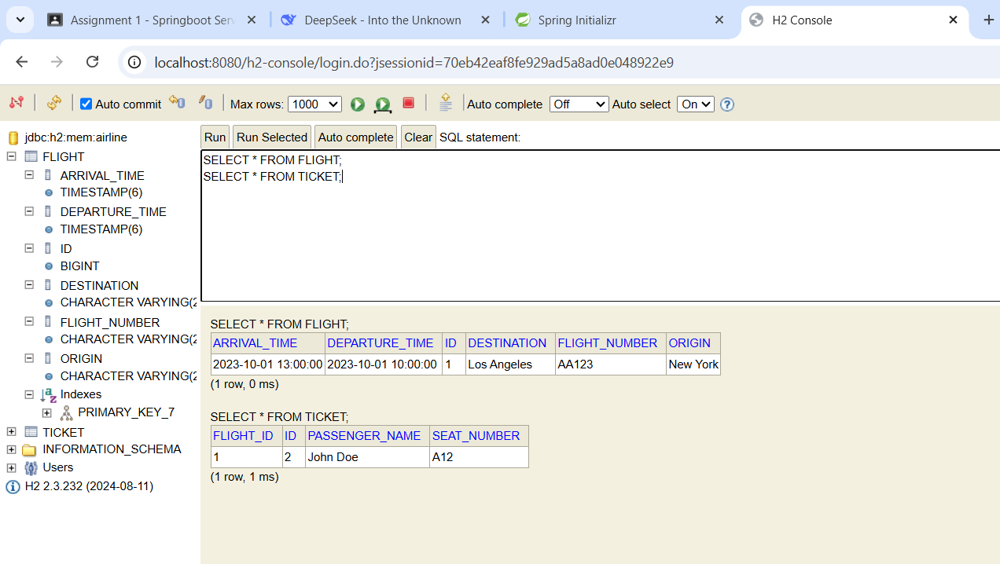 Assignment 1 - Springboot Serv
DeepSeek - Into the Unknown
Spring Initializr
H2 Console
localhost:8080/h2-console/login.do?jsessionid=70eb42eaf8fe929ad5a8ad0e048922e9
Auto commit Max rows: 1000 Auto complete Off Auto select On ?
jdbc:h2:mem:airline
FLIGHT
ARRIVAL_TIME
TIMESTAMP(6)
DEPARTURE_TIME
TIMESTAMP(6)
ID
BIGINT
DESTINATION
CHARACTER VARYING(2
FLIGHT_NUMBER
CHARACTER VARYING(2
ORIGIN
CHARACTER VARYING(2
Indexes
PRIMARY_KEY_7
TICKET
INFORMATION_SCHEMA
Users
H2 2.3.232 (2024-08-11)
Run Run Selected Auto complete Clear SQL statement:
SELECT * FROM FLIGHT;
SELECT * FROM TICKET;
SELECT * FROM FLIGHT;
ARRIVAL_TIME DEPARTURE_TIME ID DESTINATION FLIGHT_NUMBER ORIGIN
2023-10-01 13:00:00 2023-10-01 10:00:00 1 Los Angeles AA123 New York
(1 row, 0 ms)
SELECT * FROM TICKET;
FLIGHT_ID ID PASSENGER_NAME SEAT_NUMBER
1 2 John Doe A12
(1 row, 1 ms)